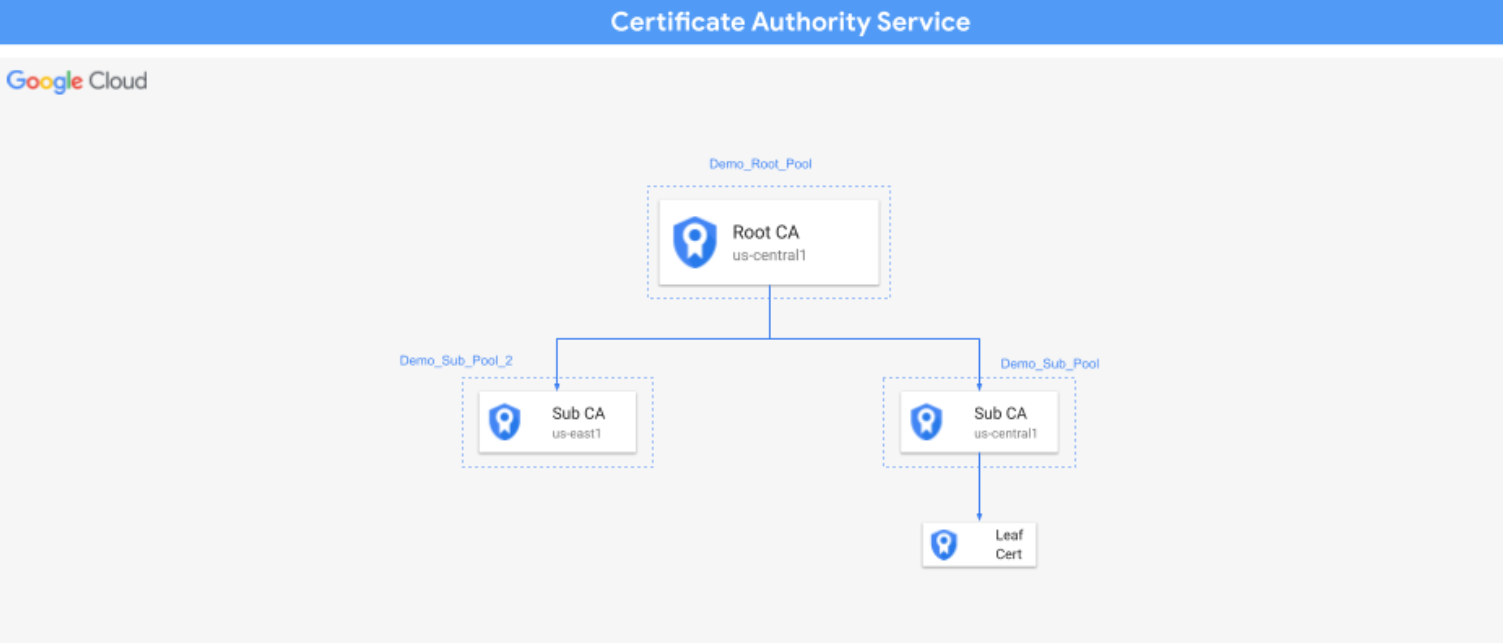 Certificate Authority Service
Google Cloud
Demo_Root_Pool
Root CA
us-central1
Demo_Sub_Pool_2
Sub CA
us-east1
Demo_Sub_Pool
Sub CA
us-central1
Leaf
Cert